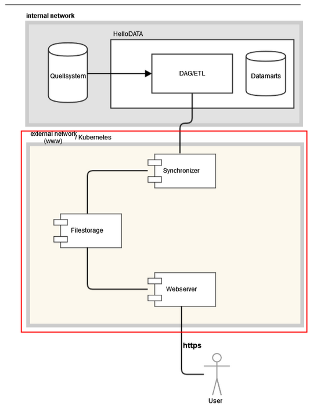 internal network
HelloDATA
Quellsystem
DAG/ETL
Datamarts
external network / Kubernetes
(www)
Synchronizer
Filestorage
Webserver
https
User